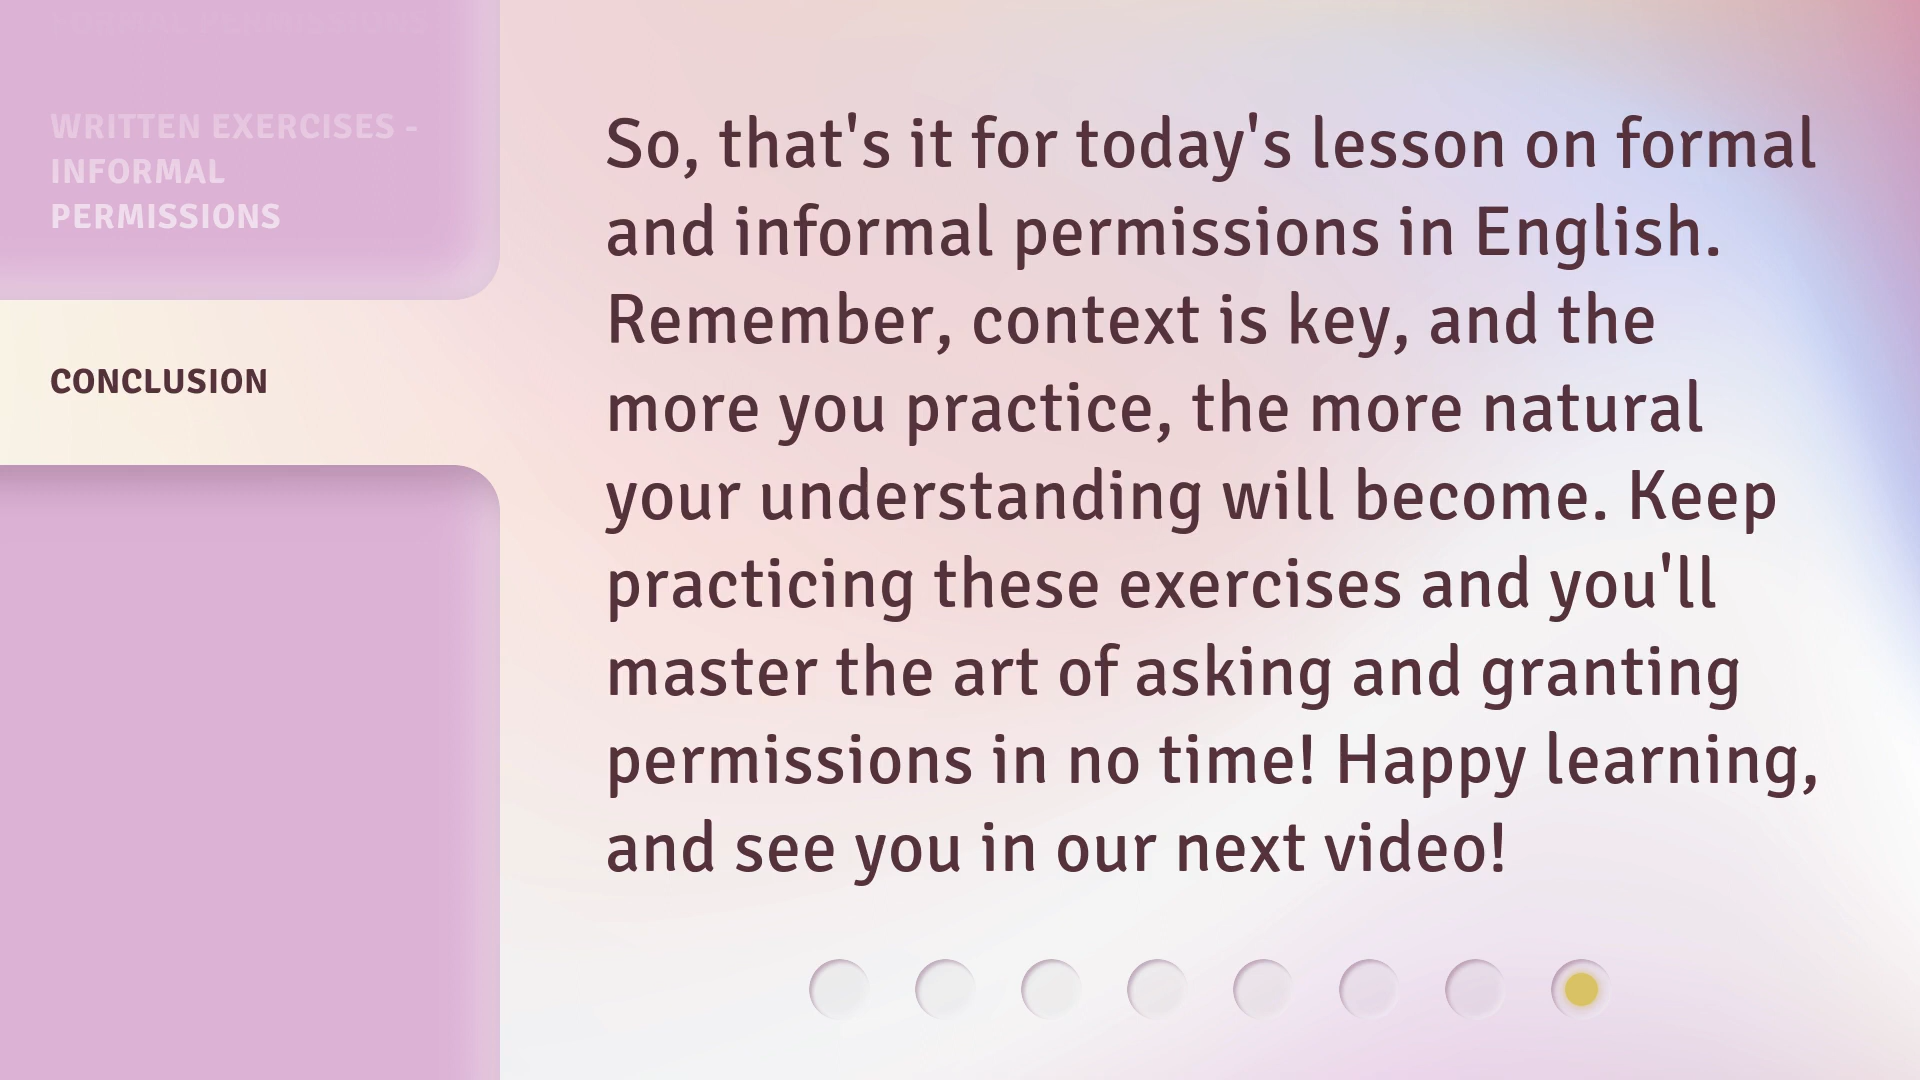 WRITTEN EXERCISES -
INFORMAL
PERMISSIONS
CONCLUSION
So, that's it for today's lesson on formal
and informal permissions in English.
Remember, context is key, and the
more you practice, the more natural
your understanding will become. Keep
practicing these exercises and you'll
master the art of asking and granting
permissions in no time! Happy learning,
and see you in our next video!